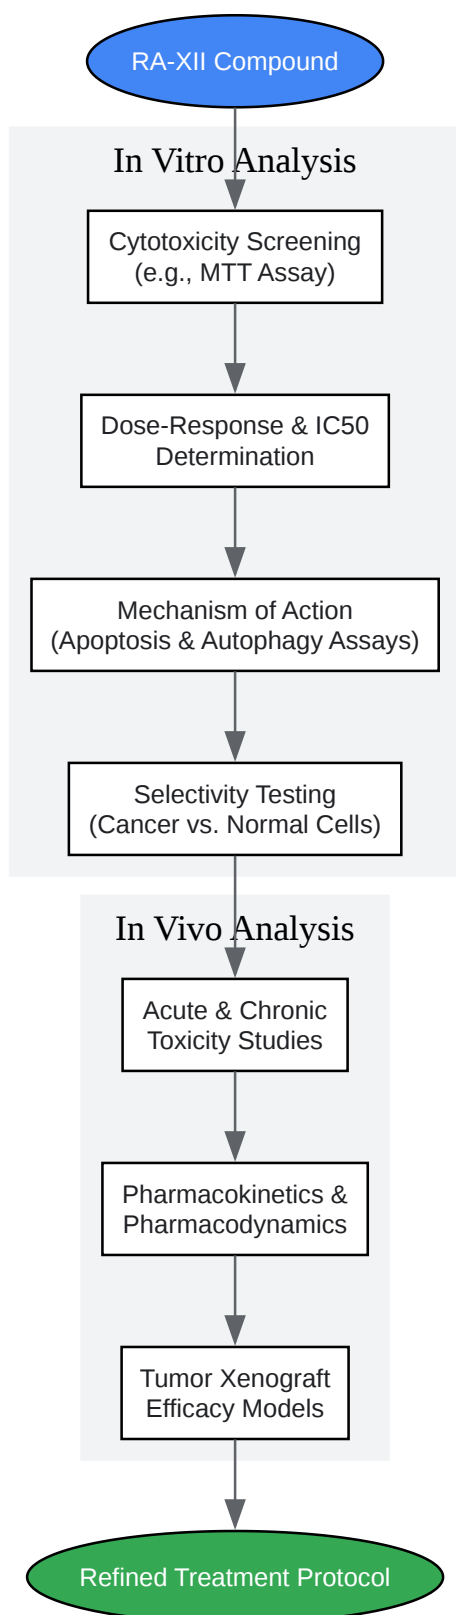 RA-XII Compound
In Vitro Analysis
Cytotoxicity Screening
(e.g., MTT Assay)
Dose-Response & IC50
Determination
Mechanism of Action
(Apoptosis & Autophagy Assays)
Selectivity Testing
(Cancer vs. Normal Cells)
In Vivo Analysis
Acute & Chronic
Toxicity Studies
Pharmacokinetics &
Pharmacodynamics
Tumor Xenograft
Efficacy Models
Refined Treatment Protocol